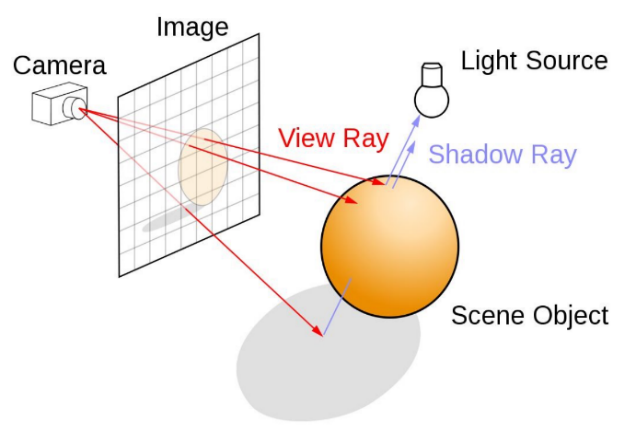 Image
Camera
Light Source
View Ray
Shadow Ray
Scene Object